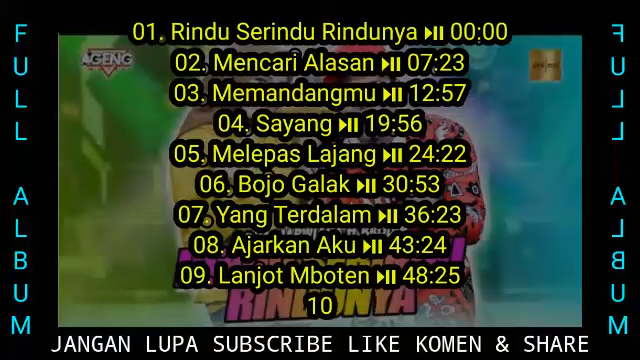 FULL ALBUM
AGENG
01. Rindu Serindu Rindunya ⏯ 00:00
02. Mencari Alasan ⏯ 07:23
03. Memandangmu ⏯ 12:57
04. Sayang ⏯ 19:56
05. Melepas Lajang ⏯ 24:22
06. Bojo Galak ⏯ 30:53
07. Yang Terdalam ⏯ 36:23
08. Ajarkan Aku ⏯ 43:24
09. Lanjot Mboten ⏯ 48:25
10
RINDUNYA
FULL ALBUM
JANGAN LUPA SUBSCRIBE LIKE KOMEN & SHARE